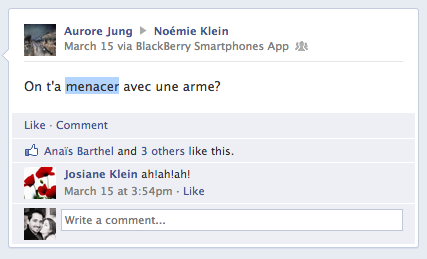 Aurore Jung ▶ Noémie Klein
March 15 via BlackBerry Smartphones App
On t'a menacer avec une arme?
Like · Comment
Anaïs Barthel and 3 others like this.
Josiane Klein ah!ah!ah!
March 15 at 3:54pm · Like
Write a comment...